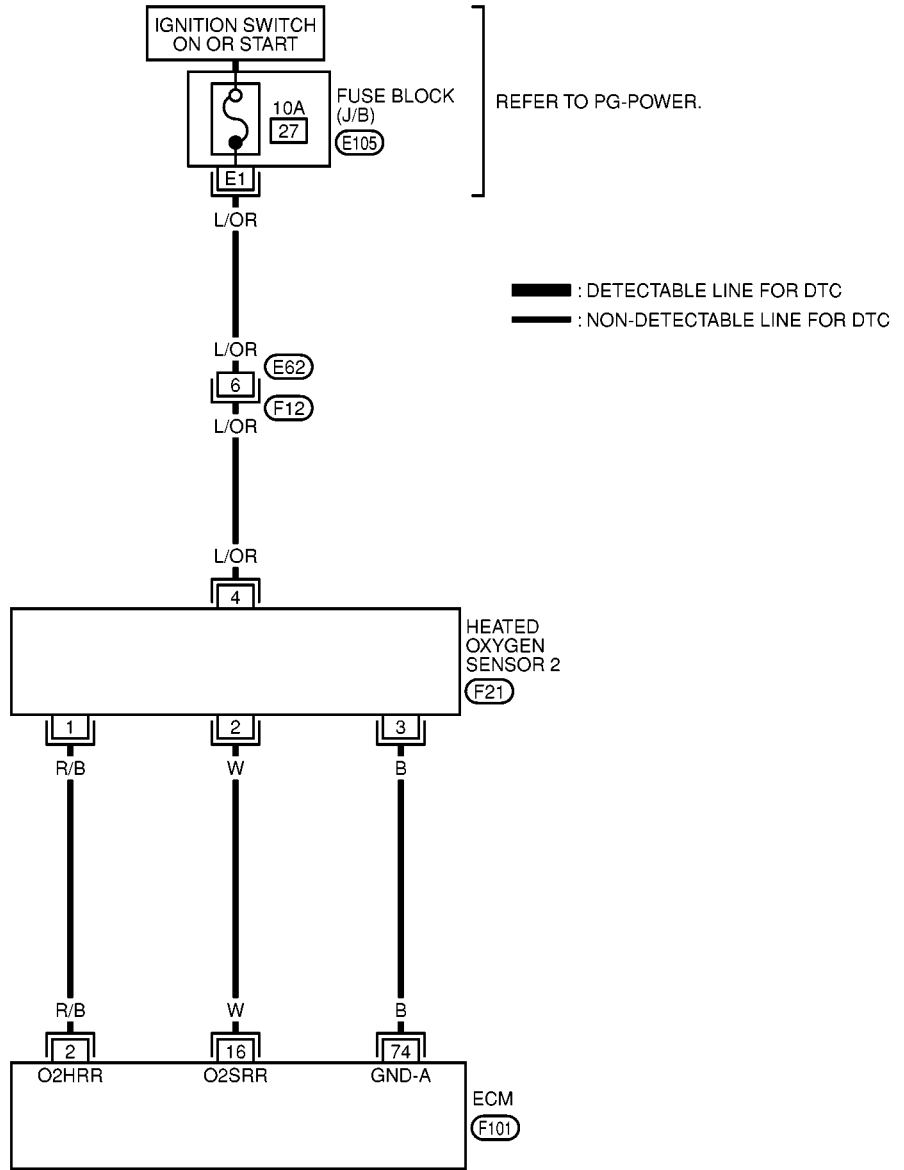 IGNITION SWITCH
ON OR START
FUSE BLOCK
(J/B)
10A
27
E105
REFER TO PG-POWER.
E1
L/OR
: DETECTABLE LINE FOR DTC
: NON-DETECTABLE LINE FOR DTC
L/OR
E62
6
F12
L/OR
L/OR
4
HEATED
OXYGEN
SENSOR 2
F21
1 2 3
R/B W B
R/B W B
2 16 74
O2HRR O2SRR GND-A
ECM
F101